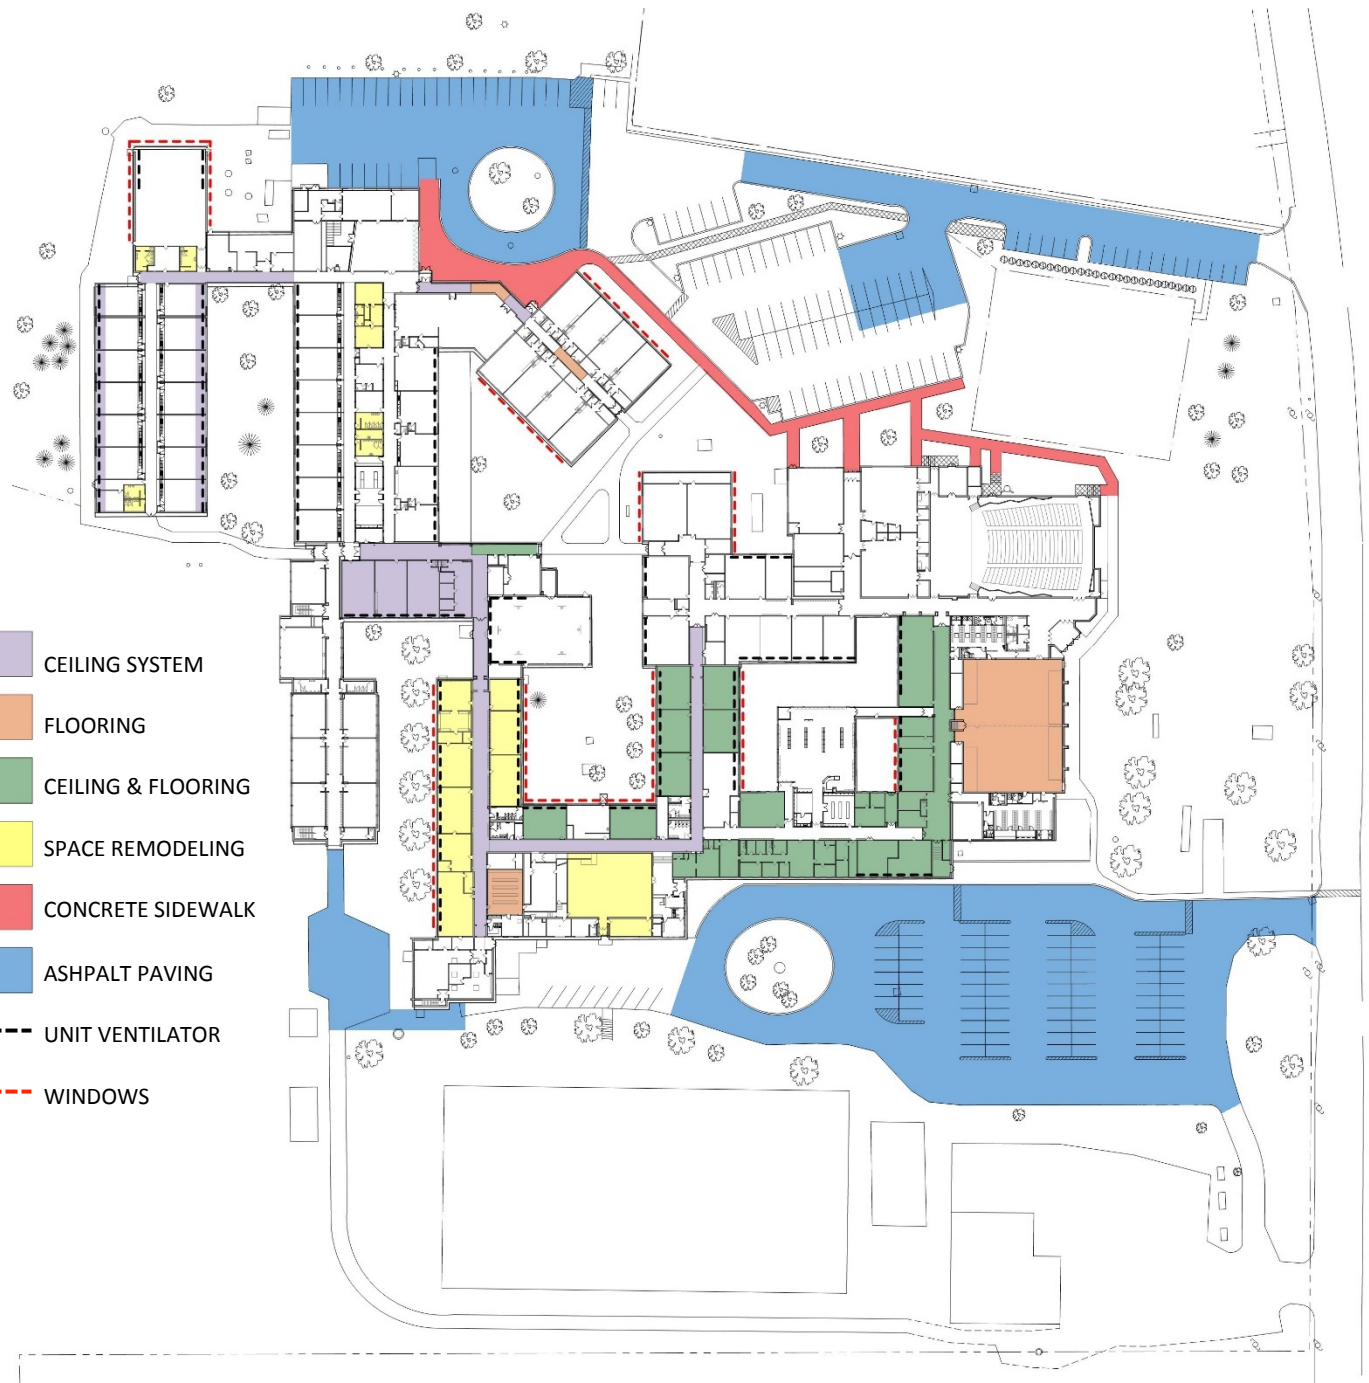 CEILING SYSTEM
FLOORING
CEILING & FLOORING
SPACE REMODELING
CONCRETE SIDEWALK
ASHPALT PAVING
UNIT VENTILATOR
WINDOWS